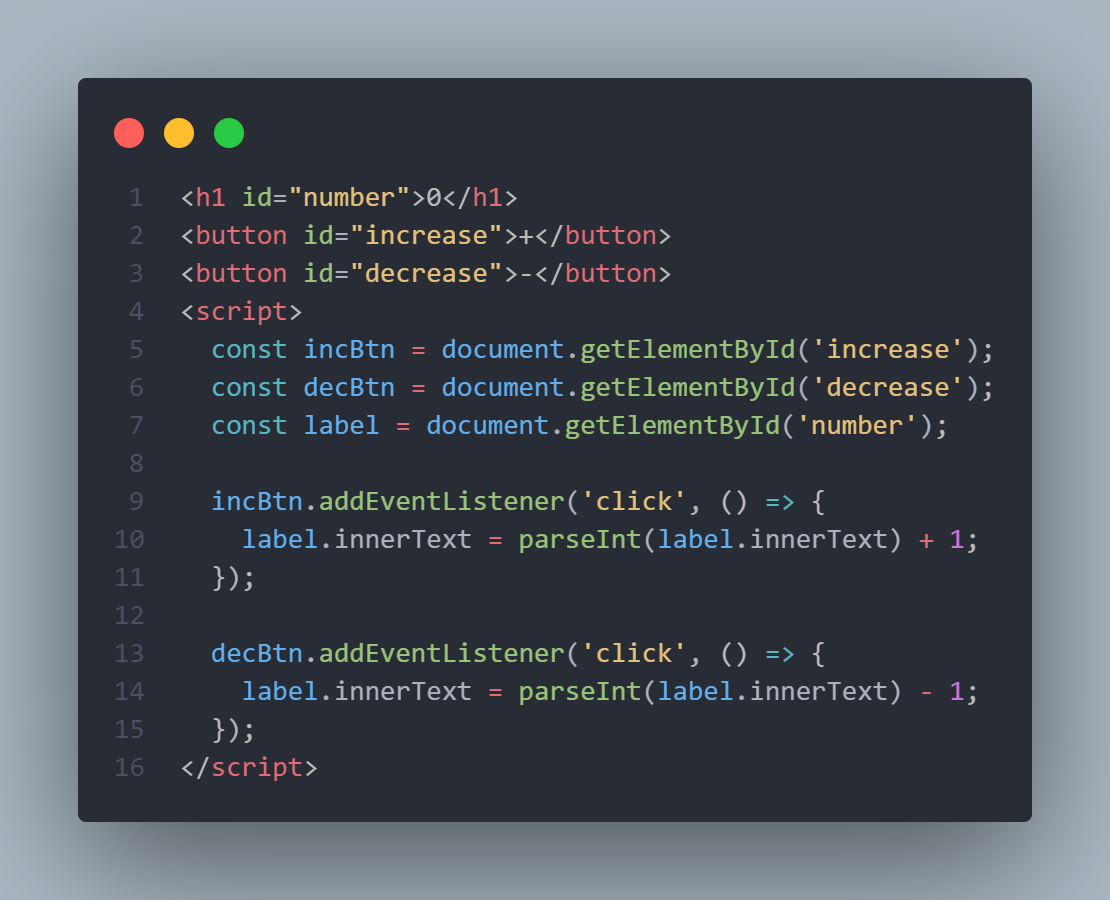 1 <h1 id="number">0</h1>
2 <button id="increase">+</button>
3 <button id="decrease">-</button>
4 <script>
5   const incBtn = document.getElementById('increase');
6   const decBtn = document.getElementById('decrease');
7   const label = document.getElementById('number');
8
9   incBtn.addEventListener('click', () => {
10     label.innerText = parseInt(label.innerText) + 1;
11   });
12
13   decBtn.addEventListener('click', () => {
14     label.innerText = parseInt(label.innerText) - 1;
15   });
16 </script>